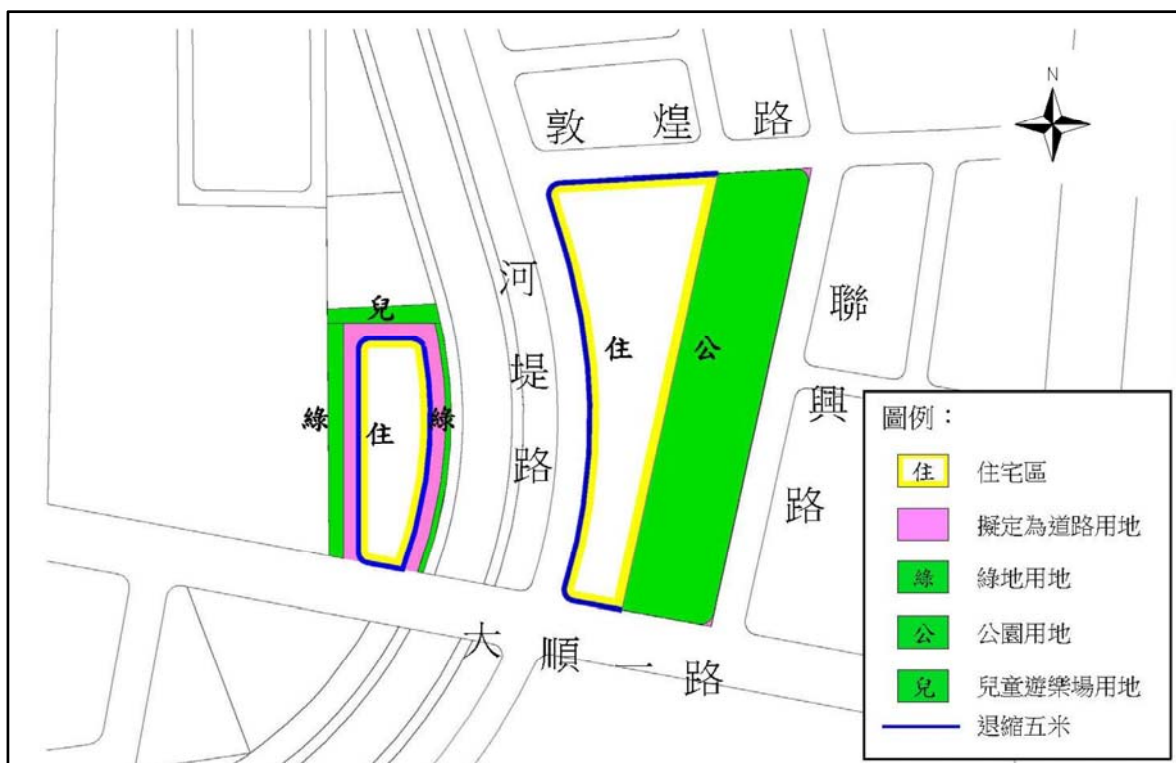 N
敦煌路
河堤路
聯興路
大順一路
兒
綠
住
綠
住
公
圖例：
住 住宅區
擬定為道路用地
綠 綠地用地
公 公園用地
兒 兒童遊樂場用地
退縮五米